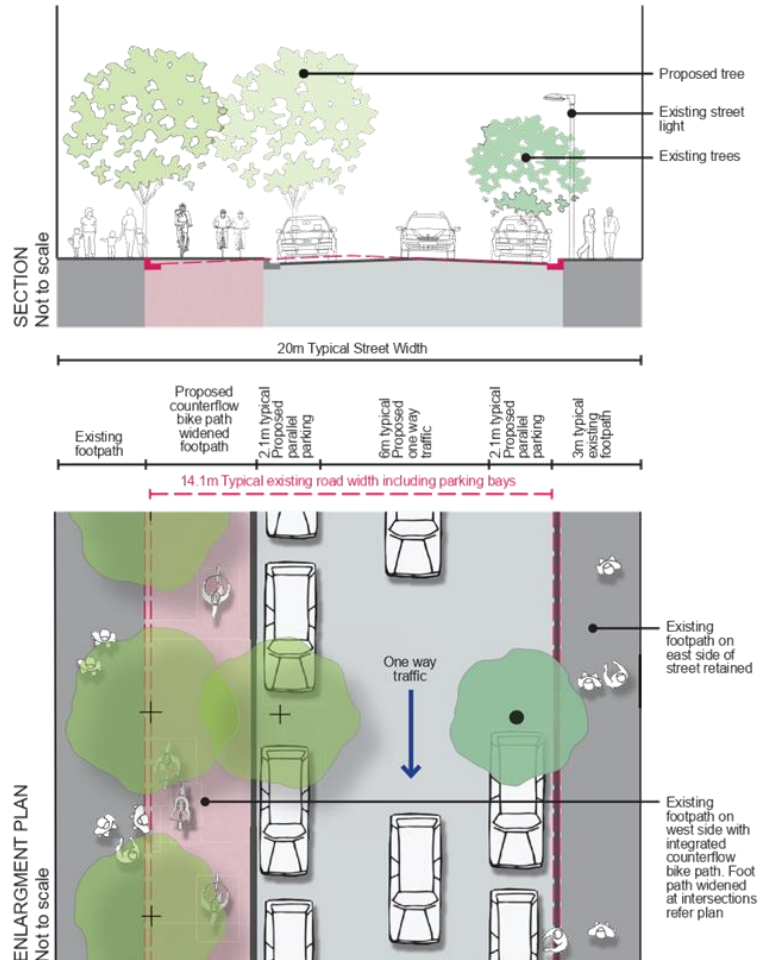 Proposed tree
Existing street
light
Existing trees
SECTION
Not to scale
20m Typical Street Width
Existing
footpath
Proposed
counterflow
bike path
widened
footpath
2.1m typical
Proposed
parallel
parking
6m typical
Proposed
one way
traffic
2.1m typical
Proposed
parallel
parking
3m typical
existing
footpath
14.1m Typical existing road width including parking bays
One way
traffic
Existing
footpath on
east side of
street retained
Existing
footpath on
west side with
integrated
counterflow
bike path. Foot
path widened
at intersections
refer plan
ENLARGMENT PLAN
Not to scale